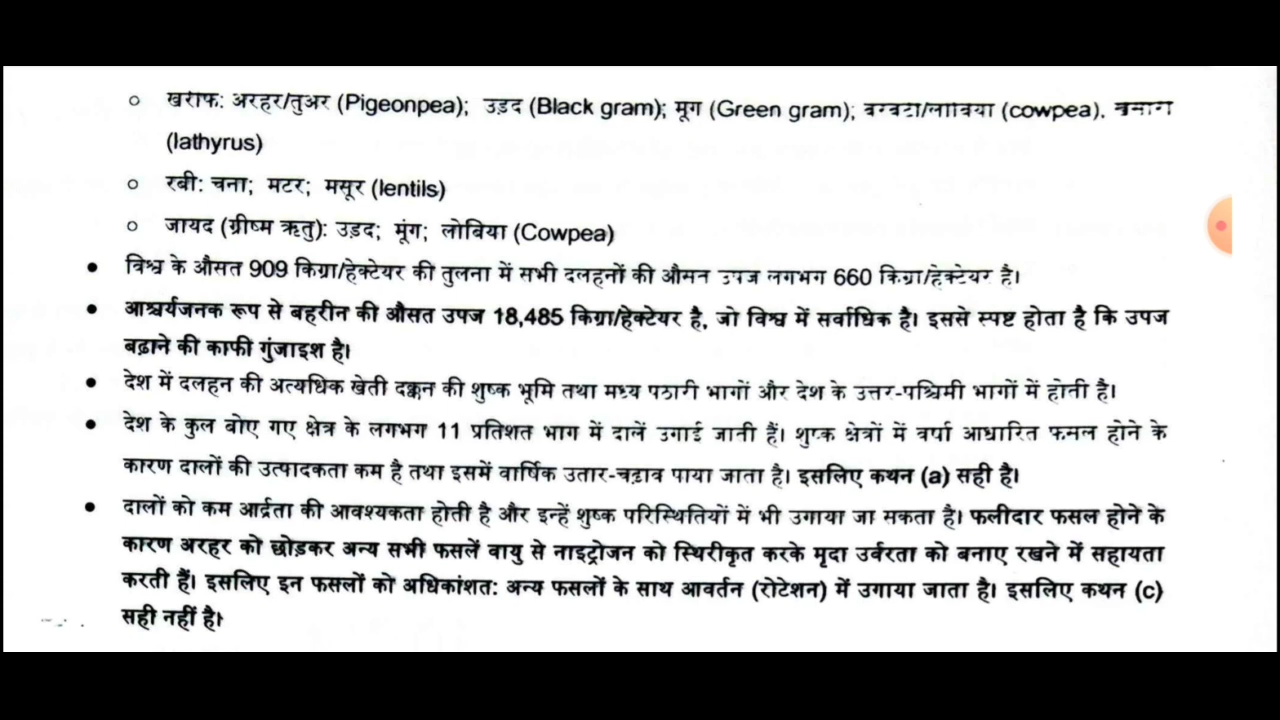 ○ खरीफ: अरहर/तुअर (Pigeonpea); उड़द (Black gram); मूग (Green gram); (cowpea),
(lathyrus)
○ रबी: चना; मटर; मसूर (lentils)
○ जायद (ग्रीष्म ऋतु): उड़द; मूंग; लोबिया (Cowpea)
● विश्व के औसत 909 किग्रा/हेक्टेयर की तुलना में सभी दलहनों की उपज लगभग 660 किग्रा/हेक्टेयर है।
● आश्चर्यजनक रूप से बहरीन की औसत उपज 18,485 किग्रा/हेक्टेयर है, जो विश्व में सर्वाधिक है। इससे स्पष्ट होता है कि उपज
बढ़ाने की काफी गुंजाइश है।
● देश में दलहन की अत्यधिक खेती दक्कन की शुष्क भूमि तथा मध्य पठारी भागों और देश के उत्तर-पश्चिमी भागों में होती है।
● देश के कुल बोए गए क्षेत्र के लगभग 11 प्रतिशत भाग में दालें उगाई जाती हैं। शुष्क क्षेत्रों में वर्षा आधारित फसल होने के
कारण दालों की उत्पादकता कम है तथा इसमें वार्षिक उतार-चढ़ाव पाया जाता है। इसलिए कथन (a) सही है।
● दालों को कम आर्द्रता की आवश्यकता होती है और इन्हें शुष्क परिस्थितियों में भी उगाया जा सकता है। फलीदार फसल होने के
कारण अरहर को छोड़कर अन्य सभी फसलें वायु से नाइट्रोजन को स्थिरीकृत करके मृदा उर्वरता को बनाए रखने में सहायता
करती हैं। इसलिए इन फसलों को अधिकांशत: अन्य फसलों के साथ आवर्तन (रोटेशन) में उगाया जाता है। इसलिए कथन (c)
सही नहीं है।